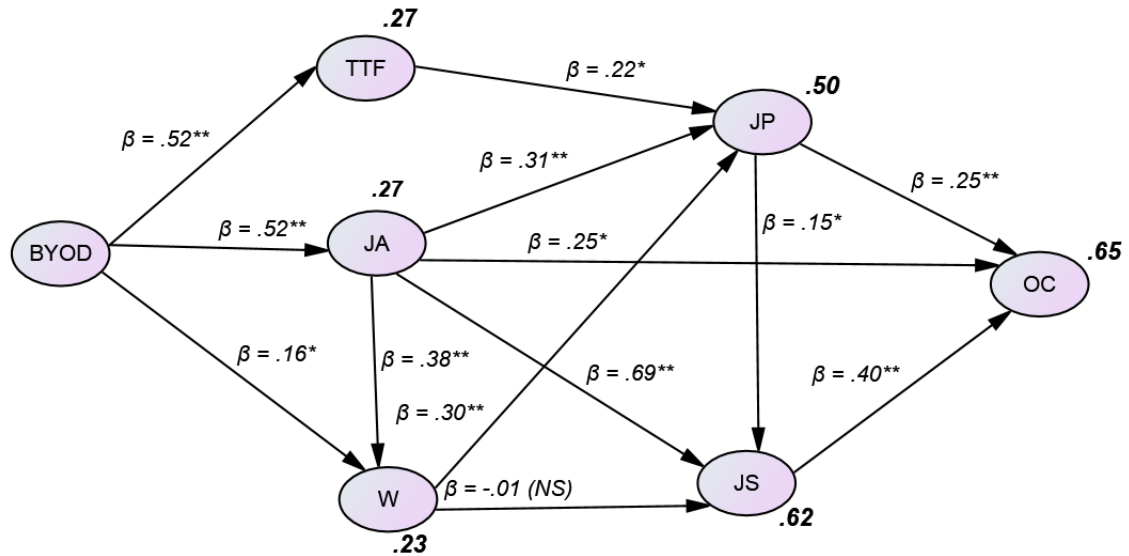 .27
TTF
β = .22*
.50
JP
β = .52**
β = .31**
.27
β = .25**
β = .52**
JA
β = .25*
β = .15*
BYOD
.65
OC
β = .16*
β = .38**
β = .69**
β = .40**
β = .30**
W
β = -.01 (NS)
JS
.62
.23